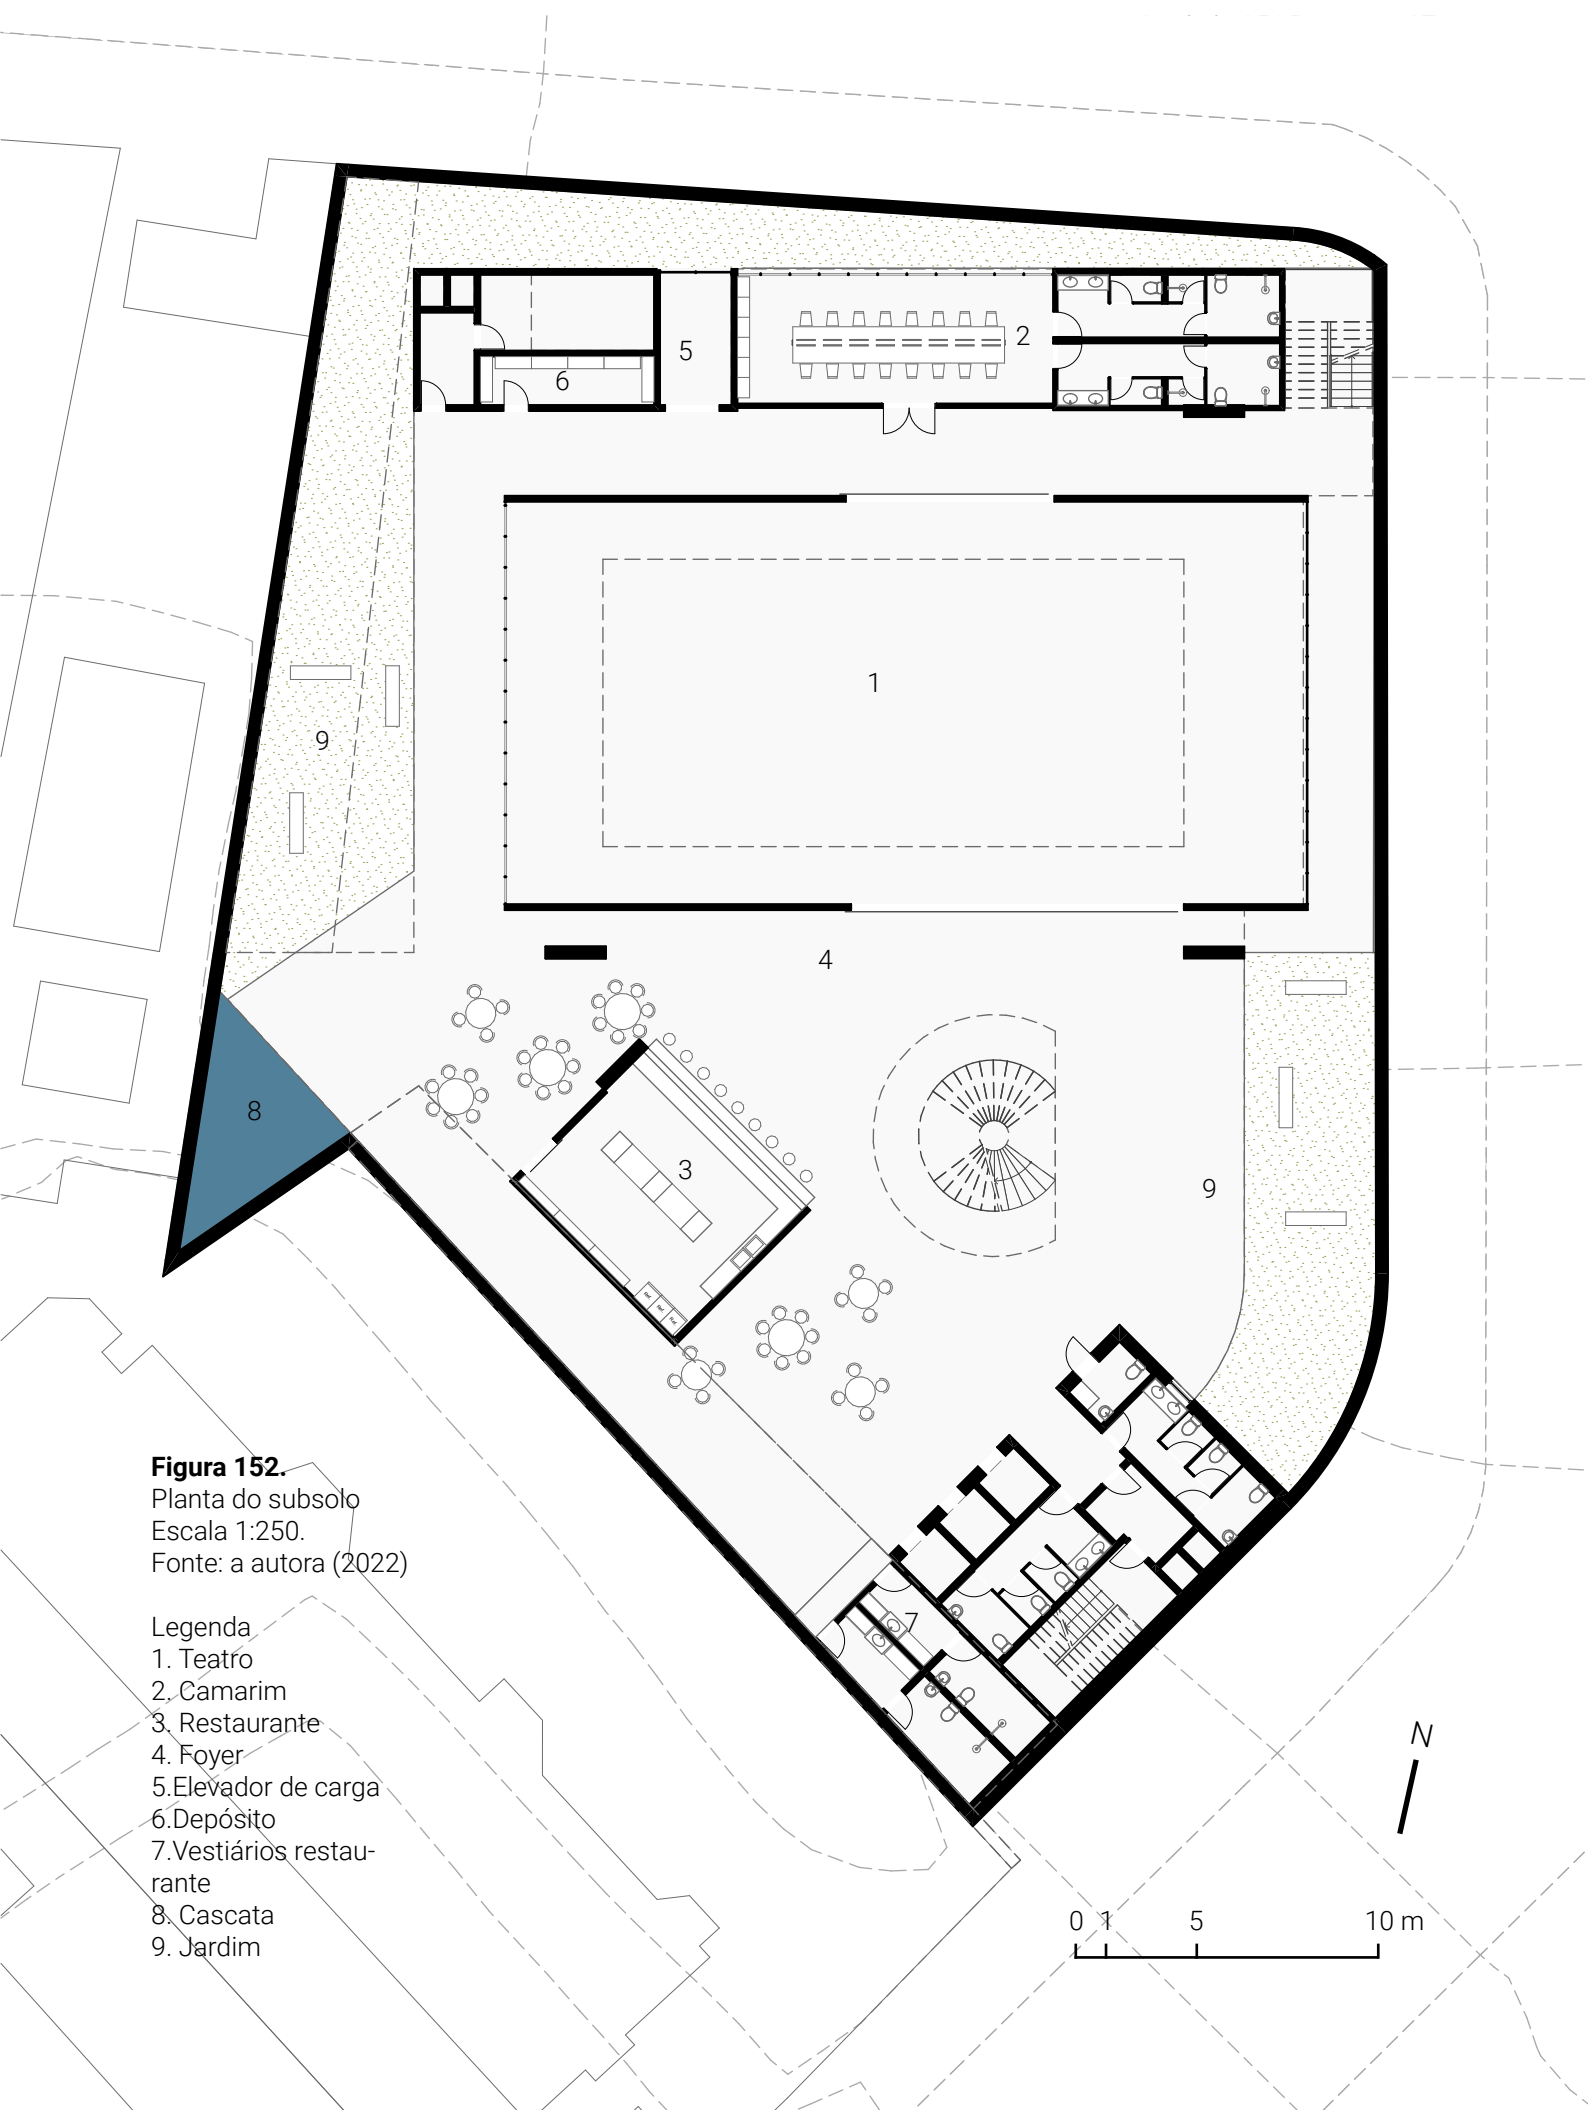 5
2
6
1
9
4
8
3
9
7
Figura 152.
Planta do subsolo
Escala 1:250.
Fonte: a autora (2022)
Legenda
1. Teatro
2. Camarim
3. Restaurante
4. Foyer
5.Elevador de carga
6.Depósito
7.Vestiários restau-
rante
8. Cascata
9. Jardim
N
0 1 5 10 m